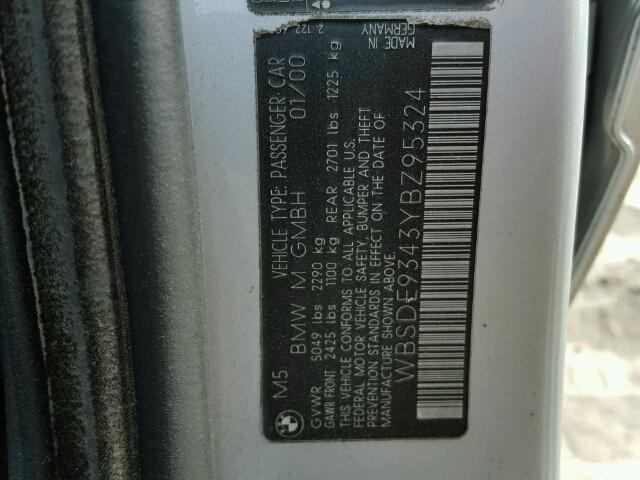 M5 VEHICLE TYPE: PASSENGER CAR
BMW M GMBH 01/00
GVWR 5049 lbs 2290 kg
GAWR FRONT 2425 lbs 1100 kg REAR 2701 lbs 1225 kg
THIS VEHICLE CONFORMS TO ALL APPLICABLE U.S.
FEDERAL MOTOR VEHICLE SAFETY, BUMPER AND THEFT
PREVENTION STANDARDS IN EFFECT ON THE DATE OF
MANUFACTURE SHOWN ABOVE.
WBSDE9343YBZ95324
MADE IN
GERMANY